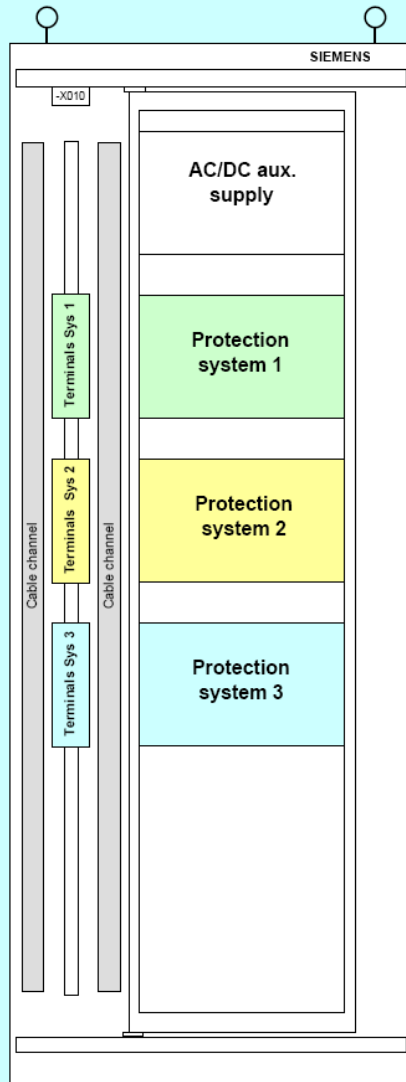 SIEMENS
-X010
AC/DC aux.
supply
Terminals Sys 1
Protection
system 1
Terminals Sys 2
Protection
system 2
Cable channel
Cable channel
Terminals Sys 3
Protection
system 3